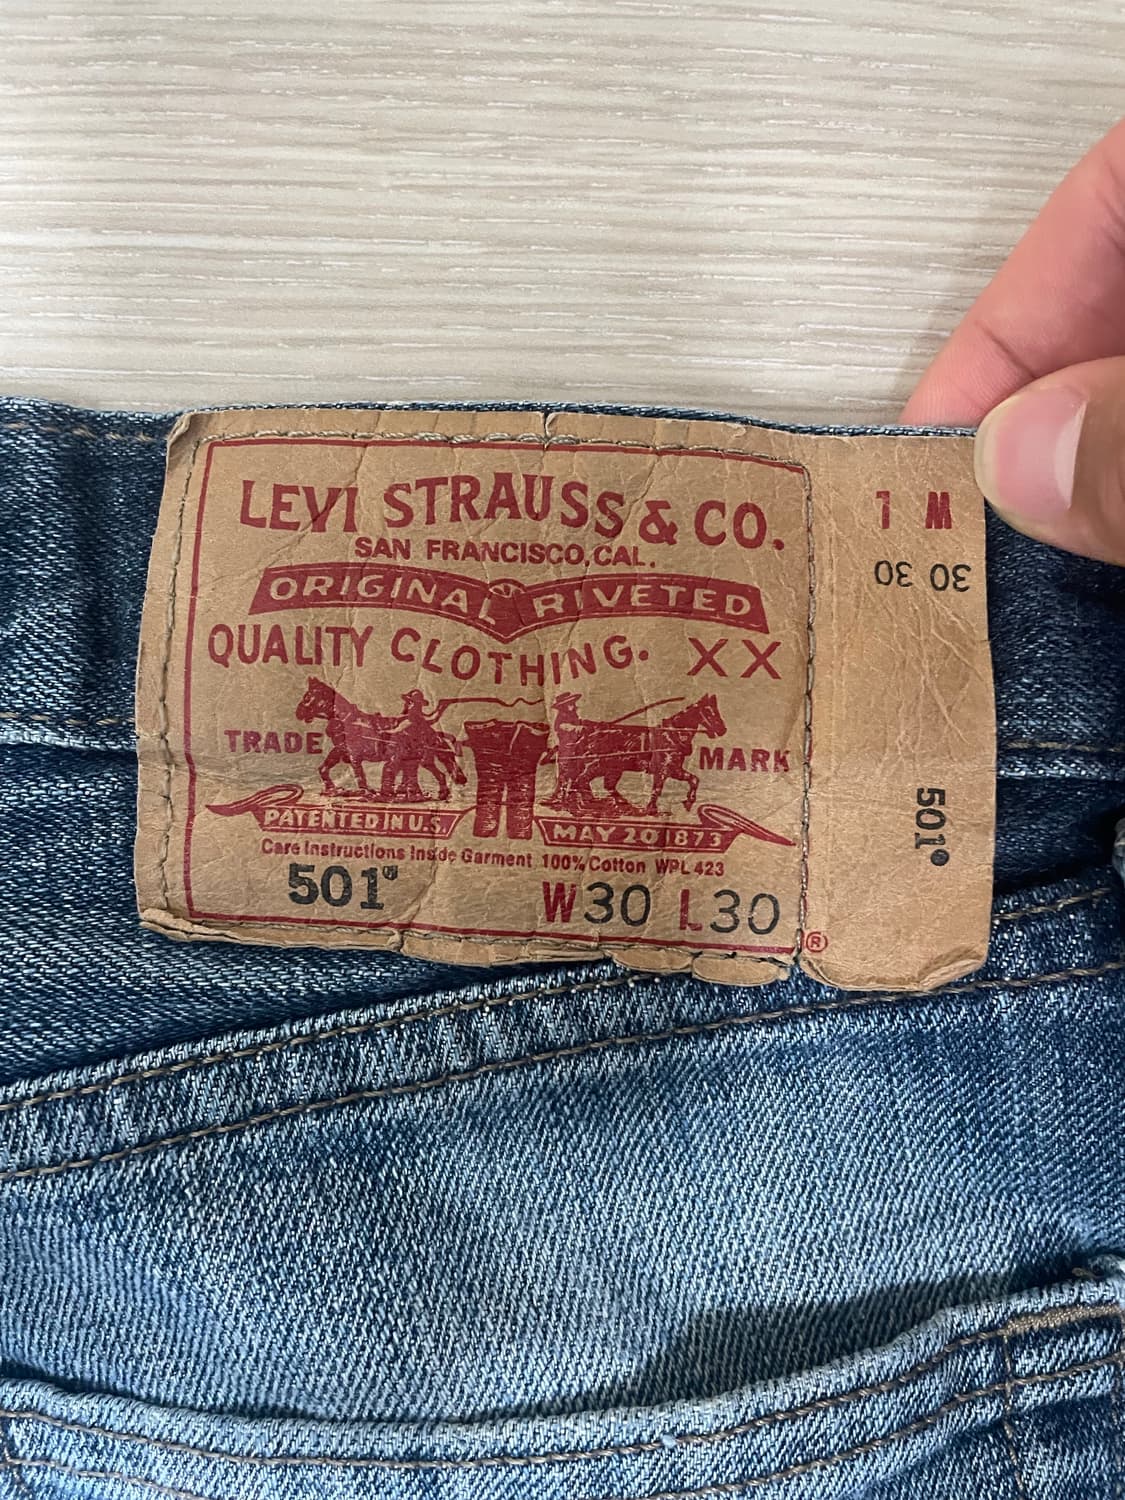 LEVI STRAUSS & CO.
SAN FRANCISCO, CAL.
ORIGINAL RIVETED
QUALITY CLOTHING. XX
TRADE MARK
PATENTED IN U.S. MAY 20 1873
Care Instructions Inside Garment 100% Cotton WPL 423
501® W30 L30
®
W L
30 30
501®